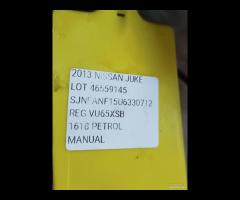 2013 NISSAN JUKE
LOT 46559145
SJNFANF15U6330712
REG VU65XSB
1618 PETROL
MANUAL